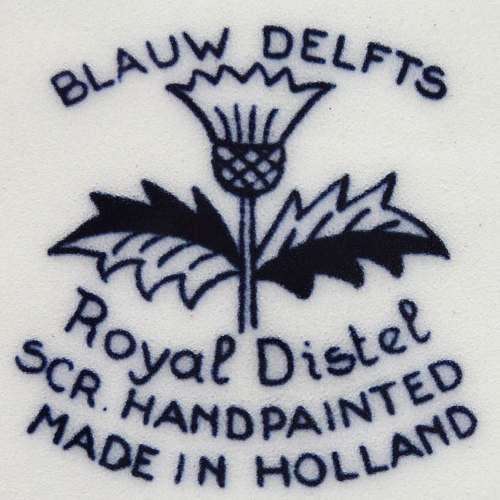 BLAUW DELFTS
Royal Distel
SCR. HANDPAINTED
MADE IN HOLLAND